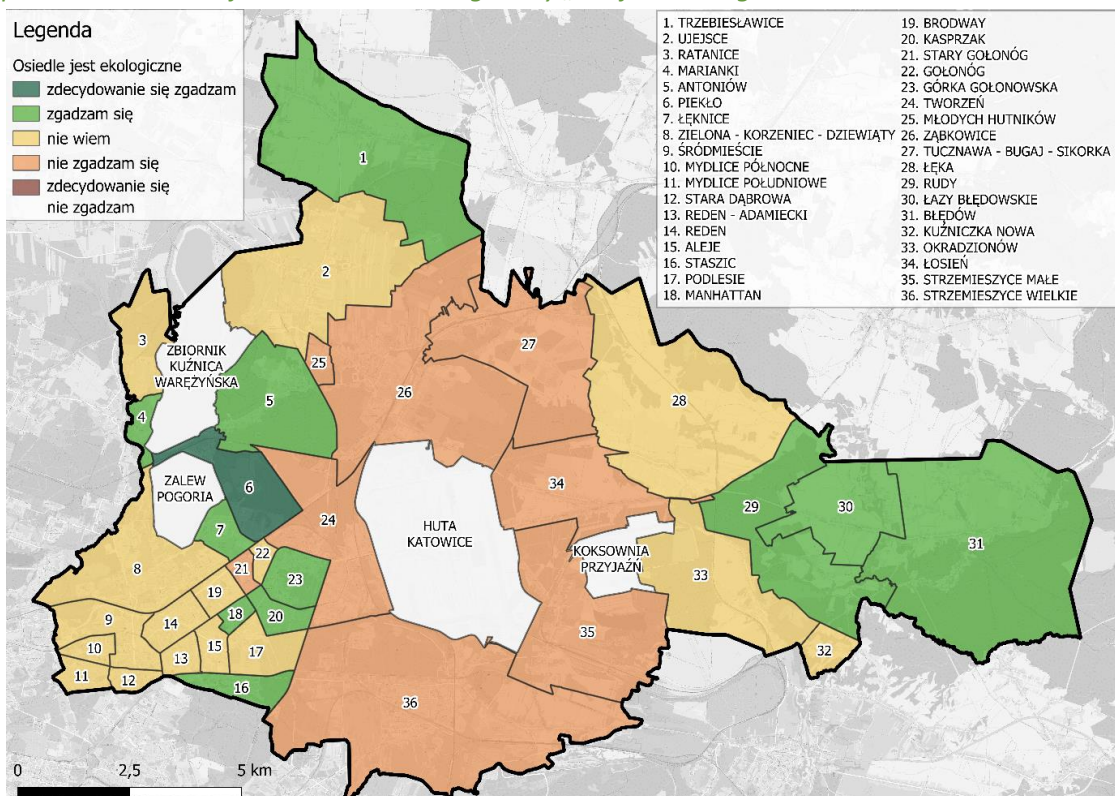 Legenda
Osiedle jest ekologiczne
zdecydowanie się zgadzam
zgadzam się
nie wiem
nie zgadzam się
zdecydowanie się
nie zgadzam
1. TRZEBIESŁAWICE
2. UJEJSCE
3. RATANICE
4. MARIANKI
5. ANTONIÓW
6. PIEKŁO
7. ŁĘKNICE
8. ZIELONA - KORZENIEC - DZIEWIĄTY
9. ŚRÓDMIEŚCIE
10. MYDLICE PÓŁNOCNE
11. MYDLICE POŁUDNIOWE
12. STARA DĄBROWA
13. REDEN - ADAMIECKI
14. REDEN
15. ALEJE
16. STASZIC
17. PODLESIE
18. MANHATTAN
19. BRODWAY
20. KASPRZAK
21. STARY GOŁONÓG
22. GOŁONÓG
23. GÓRKA GOŁONOWSKA
24. TWORZEŃ
25. MŁODYCH HUTNIKÓW
26. ZĄBKOWICE
27. TUCZNAWA - BUGAJ - SIKORKA
28. ŁĘKA
29. RUDY
30. ŁAZY BŁĘDOWSKIE
31. BŁĘDÓW
32. KUŹNICZKA NOWA
33. OKRADZIONÓW
34. ŁOSIEŃ
35. STRZEMIESZYCE MAŁE
36. STRZEMIESZYCE WIELKIE
1
2
3
ZBIORNIK
KUŹNICA
WARĘŻYŃSKA
25
27
26
5
4
28
ZALEW
POGORIA
6
34
29
30
31
7
24
HUTA
KATOWICE
KOKSOWNIA
PRZYJAŹŃ
22
21
8
23
33
19
18
20
9
14
35
10
13
15
17
32
11
12
16
36
0
2,5
5 km